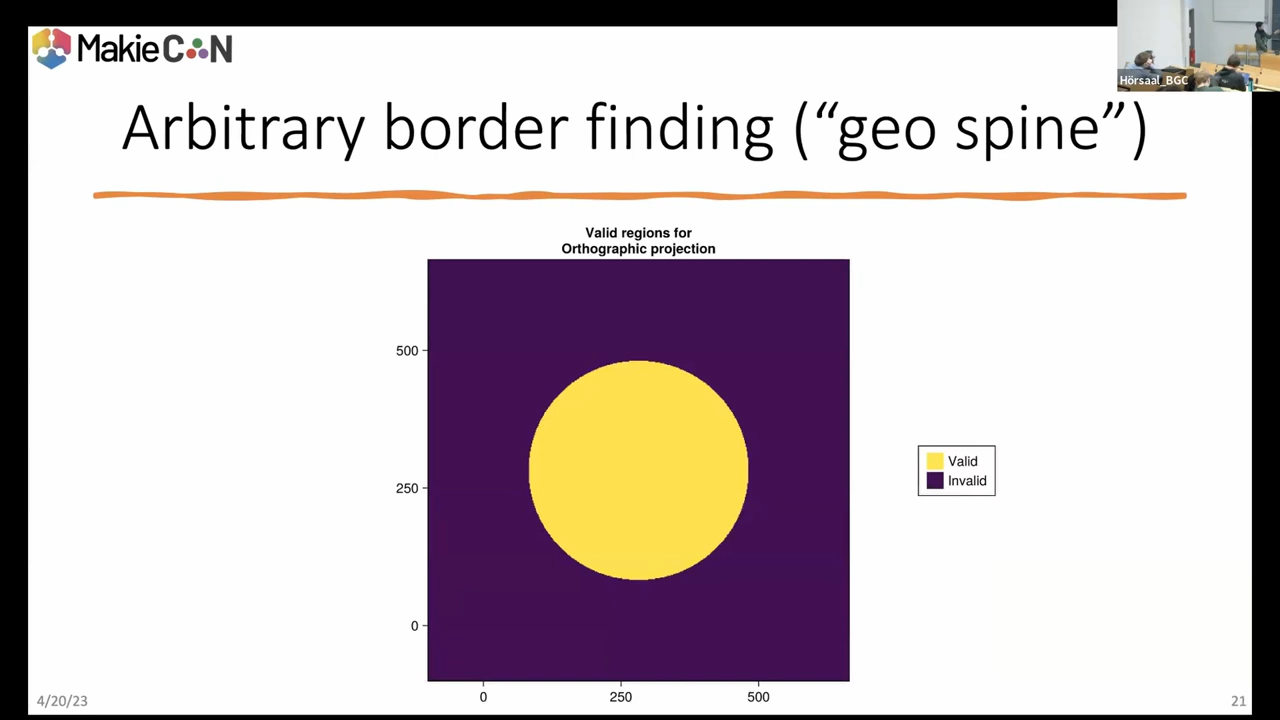 MakieCON
Hörsaal_BGC
Arbitrary border finding (“geo spine”)
Valid regions for
Orthographic projection
500
250
0
0
250
500
Valid
Invalid
4/20/23
21